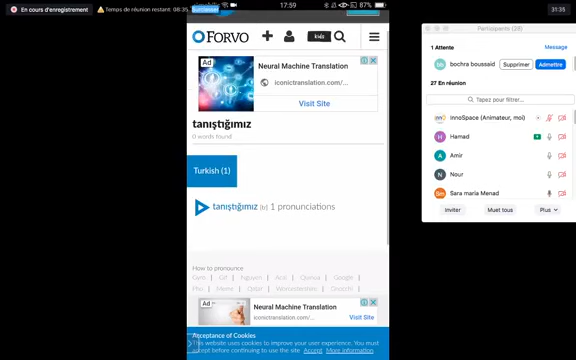 En cours d'enregistrement
Temps de réunion restant: 08:35
17:59
87%
31:35
FORVO
kids
Ad
Neural Machine Translation
iconictranslation.com/...
Visit Site
tanıştığımız
0 words found
Turkish (1)
tanıştığımız [tr] 1 pronunciations
How to pronounce
Gif
Nguyen
Google
Qatar
Ad
Neural Machine Translation
iconictranslation.com/...
Visit Site
Acceptance of Cookies
This website uses cookies to improve your user experience. You must
accept before continuing to use the site Accept More information
Participants (28)
1 Attente
Message
bochra boussaid
Supprimer
Admettre
27 En réunion
Tapez pour filtrer...
InnoSpace (Animateur, moi)
Hamad
A Amir
N Nour
Sara maria Menad
Inviter
Muet tous
Plus